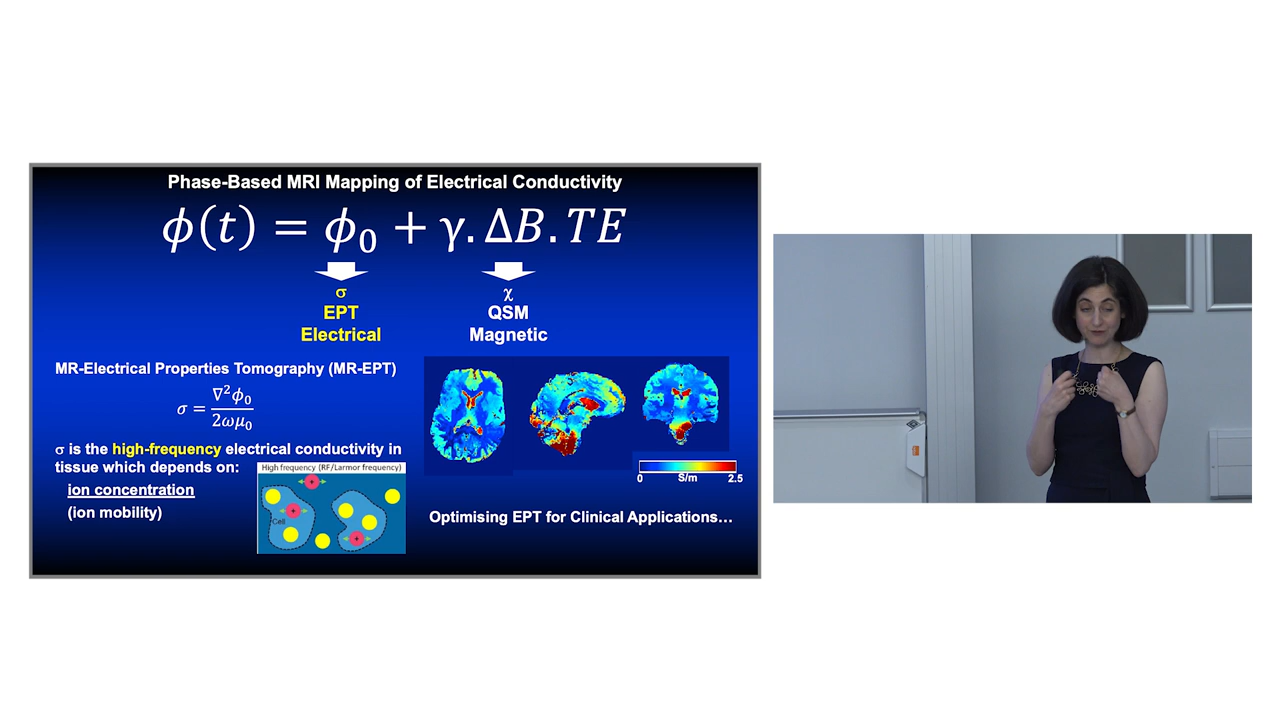 Phase-Based MRI Mapping of Electrical Conductivity
ϕ(t) = ϕ₀ + γ.ΔB.TE
σ χ
EPT QSM
Electrical Magnetic
MR-Electrical Properties Tomography (MR-EPT)
σ = ∇²ϕ₀ / 2ωμ₀
σ is the high-frequency electrical conductivity in
tissue which depends on:
ion concentration
(ion mobility)
High frequency (RF/Larmor frequency)
Cell
0 S/m 2.5
Optimising EPT for Clinical Applications…